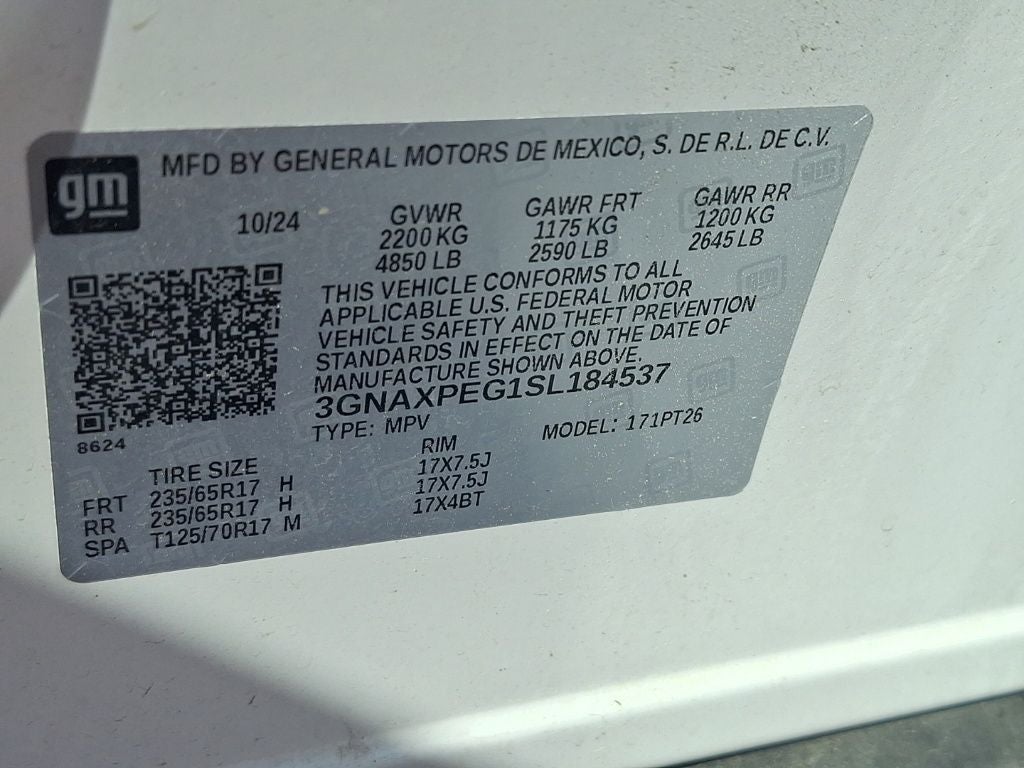 gm
MFD BY GENERAL MOTORS DE MEXICO, S. DE R.L. DE C.V.
10/24
GVWR
2200 KG
4850 LB
GAWR FRT
1175 KG
2590 LB
GAWR RR
1200 KG
2645 LB
THIS VEHICLE CONFORMS TO ALL
APPLICABLE U.S. FEDERAL MOTOR
VEHICLE SAFETY AND THEFT PREVENTION
STANDARDS IN EFFECT ON THE DATE OF
MANUFACTURE SHOWN ABOVE.
3GNAXPEG1SL184537
8624
TYPE: MPV MODEL: 171PT26
TIRE SIZE RIM
FRT 235/65R17 H 17X7.5J
RR 235/65R17 H 17X7.5J
SPA T125/70R17 M 17X4BT